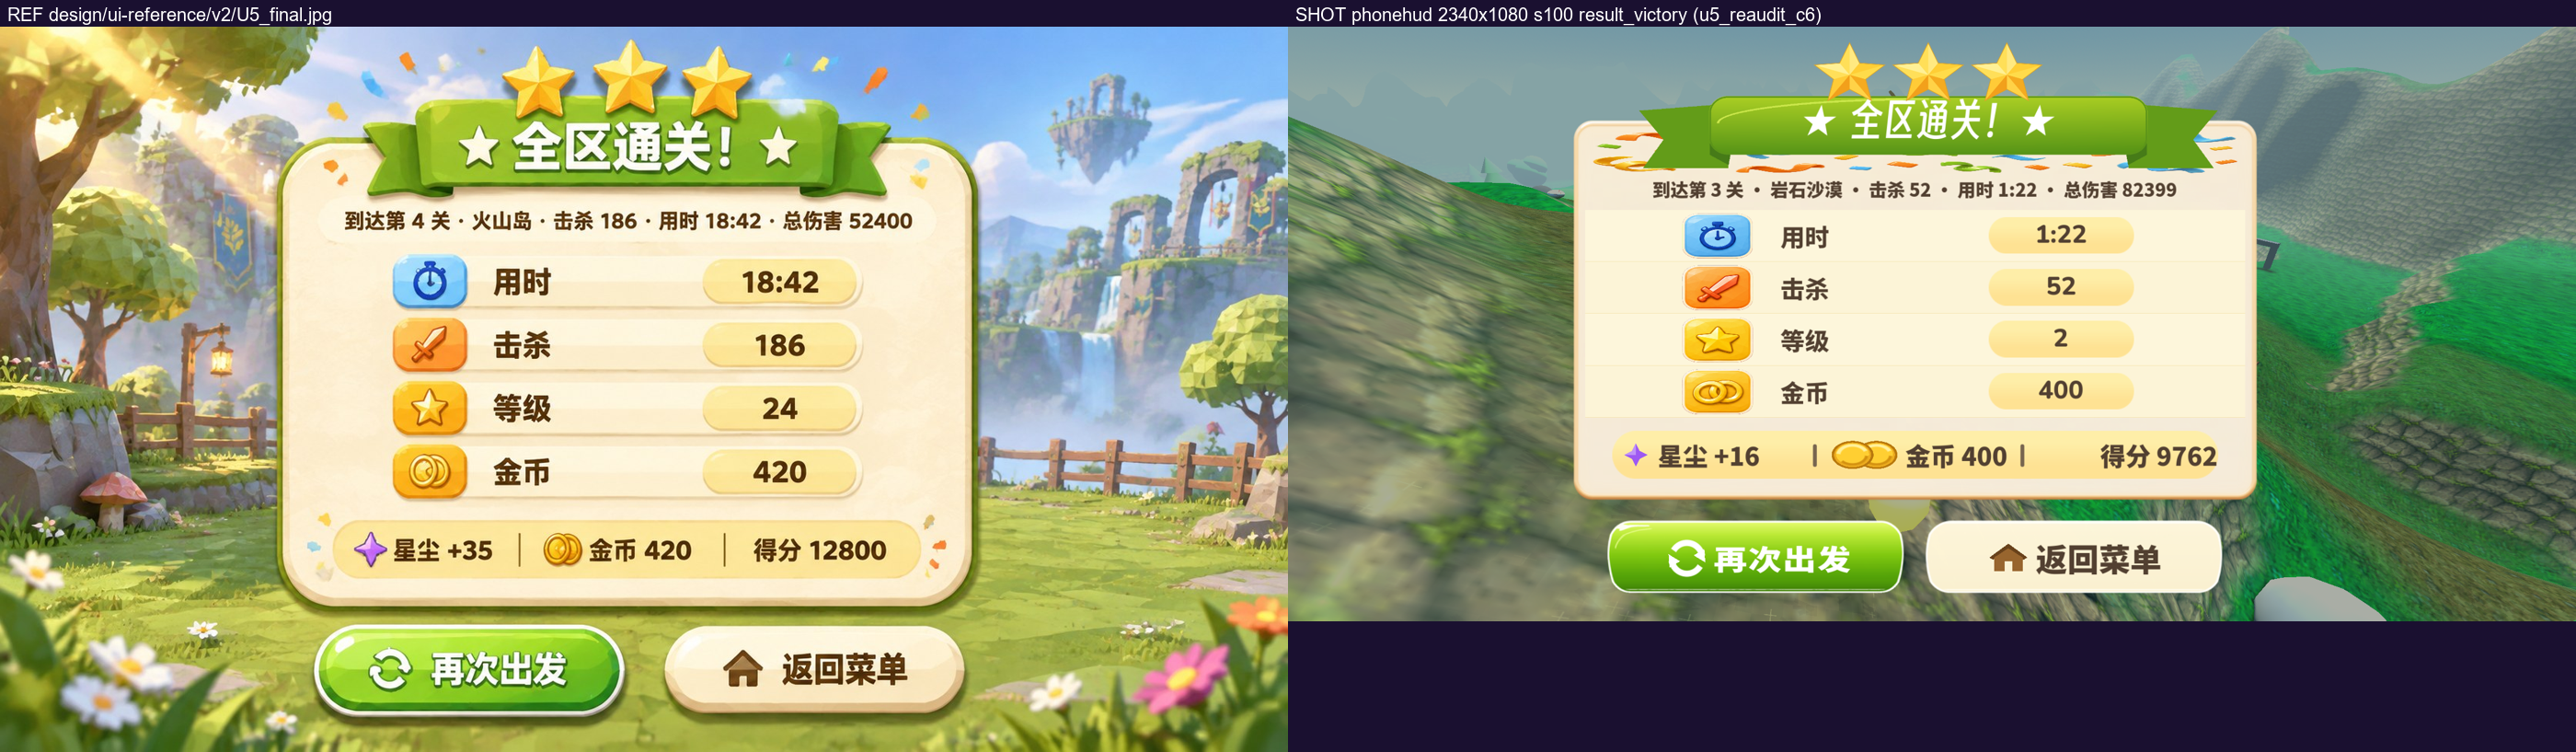 REF design/ui-reference/v2/U5_final.jpg
全区通关!
到达第 4 关 · 火山岛 · 击杀 186 · 用时 18:42 · 总伤害 52400
用时 18:42
击杀 186
等级 24
金币 420
星尘 +35 | 金币 420 | 得分 12800
再次出发 返回菜单
SHOT phonehud 2340x1080 s100 result_victory (u5_reaudit_c6)
全区通关!
到达第 3 关 · 岩石沙漠 · 击杀 52 · 用时 1:22 · 总伤害 82399
用时 1:22
击杀 52
等级 2
金币 400
星尘 +16 | 金币 400 | 得分 9762
再次出发 返回菜单